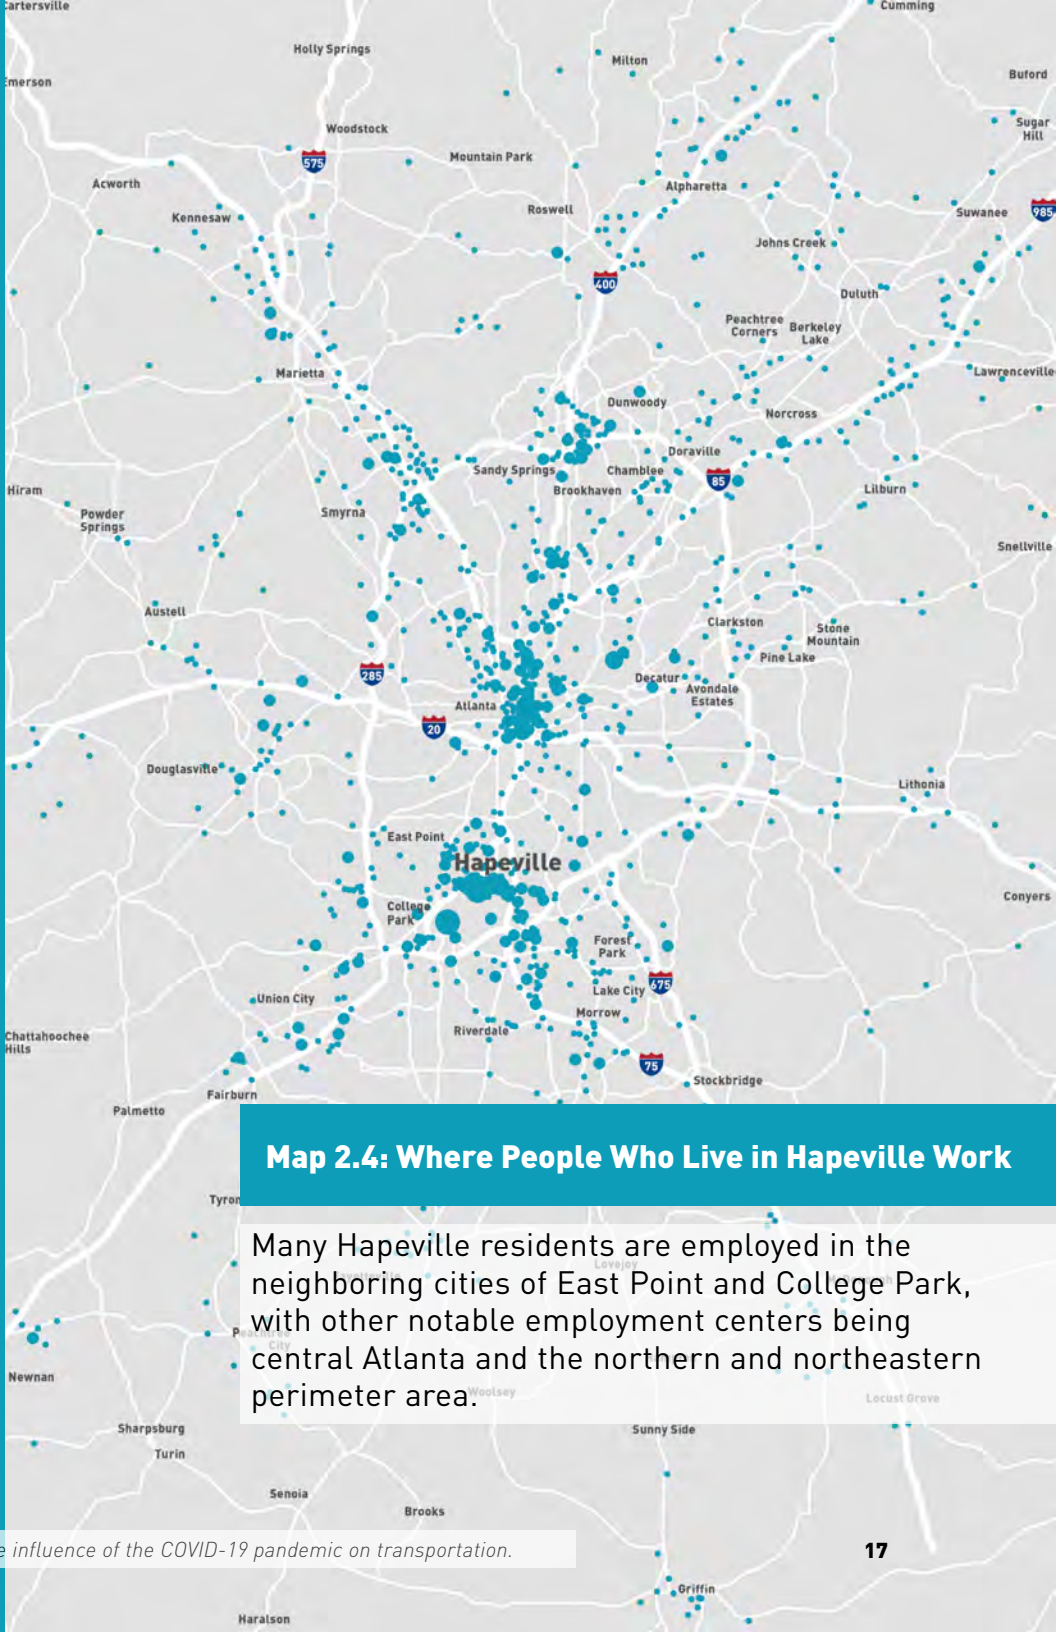 Cumming
Holly Springs
Milton
Buford
Sugar
Hill
Woodstock
575
Mountain Park
Acworth
Alpharetta
Roswell
Suwanee
985
Kennesaw
Johns Creek
400
Duluth
Peachtree
Corners
Berkeley
Lake
Marietta
Lawrenceville
Dunwoody
Norcross
Doraville
Sandy Springs
Chamblee
85
Hiram
Brookhaven
Lilburn
Powder
Springs
Smyrna
Snellville
Austell
Clarkston
Stone
Mountain
Pine Lake
285
Decatur
Avondale
Estates
Atlanta
20
Douglasville
Lithonia
East Point
Hapeville
Conyers
College
Park
Forest
Park
675
Lake City
Union City
Morrow
Riverdale
Chattahoochee
Hills
75
Stockbridge
Fairburn
Palmetto
Map 2.4: Where People Who Live in Hapeville Work
Many Hapeville residents are employed in the
neighboring cities of East Point and College Park,
with other notable employment centers being
central Atlanta and the northern and northeastern
perimeter area.
Lovejoy
City
Newnan
Woolsey
Locust Grove
Sharpsburg
Sunny Side
Turin
Senoia
Brooks
influence of the COVID-19 pandemic on transportation.
17
Griffin
Haralson